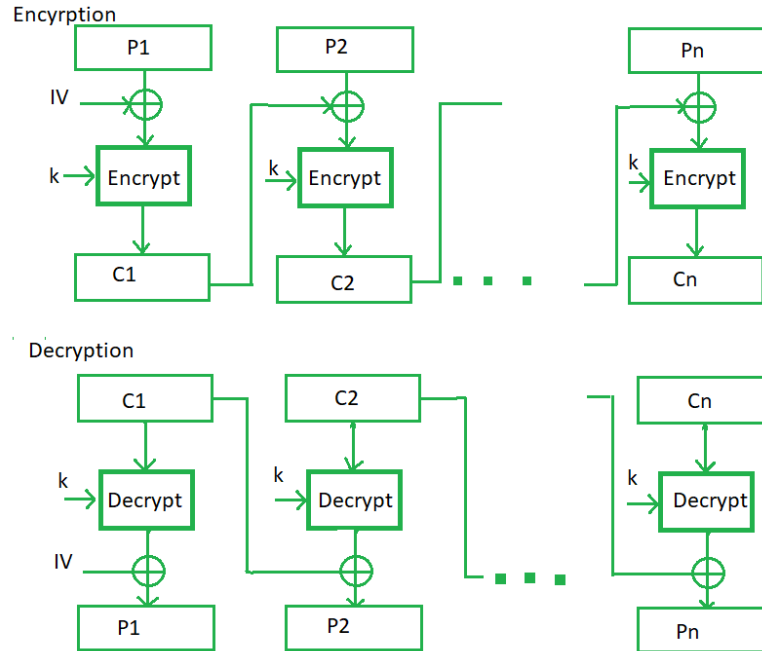 Encyrption
P1 P2 Pn
IV
k Encrypt k Encrypt k Encrypt
C1 C2 Cn
Decryption
C1 C2 Cn
k Decrypt k Decrypt k Decrypt
IV
P1 P2 Pn